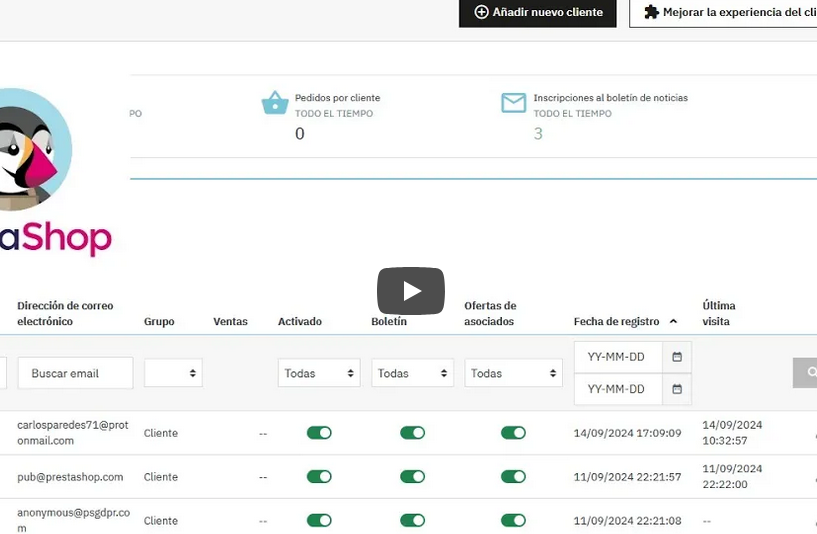 Añadir nuevo cliente
Mejorar la experiencia del cli
Pedidos por cliente
Inscripciones al boletín de noticias
PO
TODO EL TIEMPO
TODO EL TIEMPO
0
3
aShop
Dirección de correo
electrónico
Grupo
Ventas
Activado
Boletín
Ofertas de
asociados
Fecha de registro
Última
visita
Buscar email
Todas
Todas
Todas
YY-MM-DD
YY-MM-DD
carlosparedes71@prot
onmail.com
Cliente
--
14/09/2024 17:09:09
14/09/2024
10:32:57
pub@prestashop.com
Cliente
--
11/09/2024 22:21:57
11/09/2024
22:22:00
anonymous@psgdpr.co
m
Cliente
--
11/09/2024 22:21:08
--